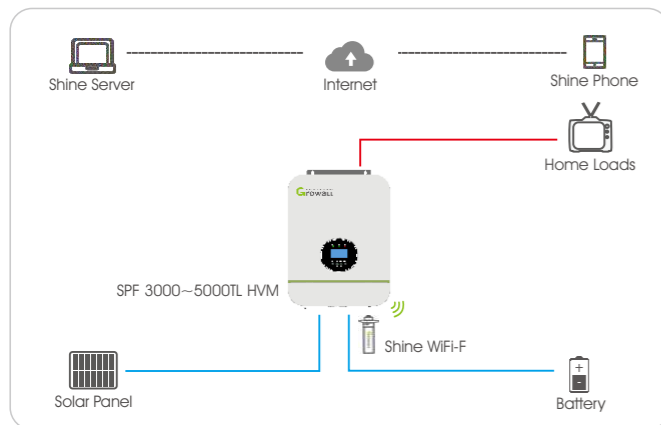 Shine Server
Internet
Shine Phone
Home Loads
Growatt
SPF 3000~5000TL HVM
Shine WiFi-F
Solar Panel
Battery